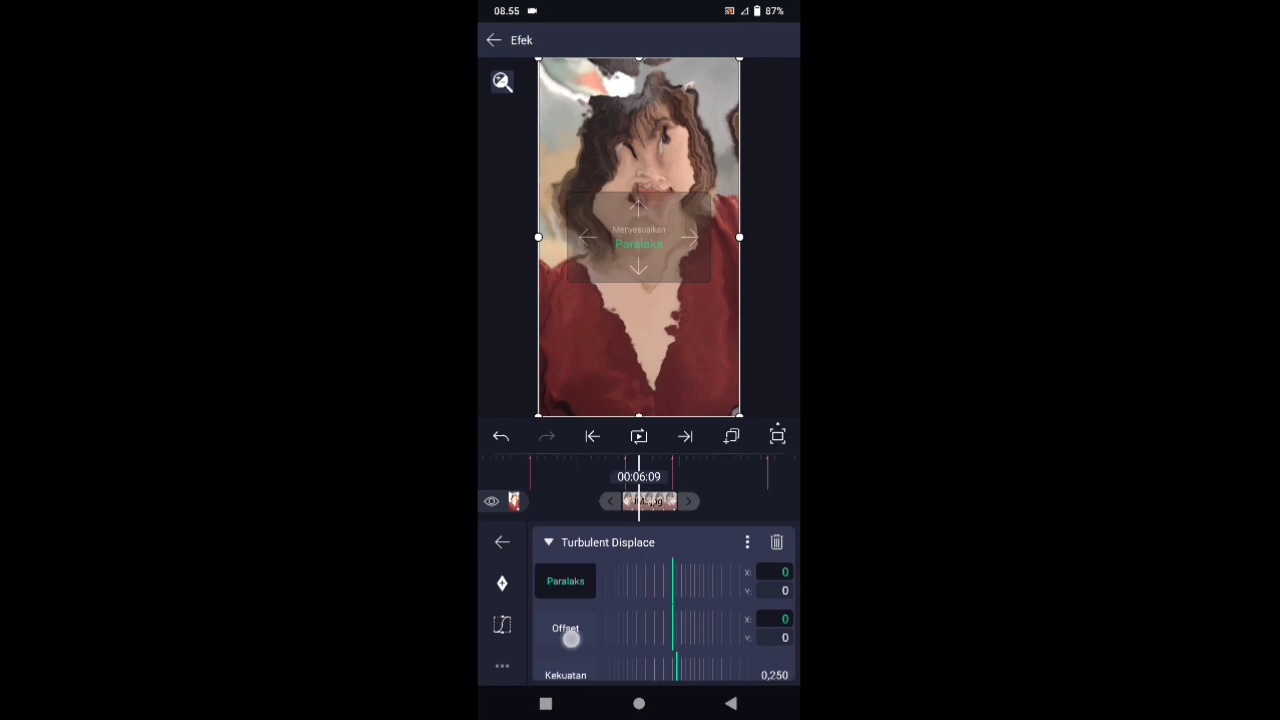 08.55
87%
Efek
Menyesuaikan
Paralaks
00:06:09
Turbulent Displace
Paralaks
X: 0
Y: 0
Offset
X: 0
Y: 0
Kekuatan
0,250